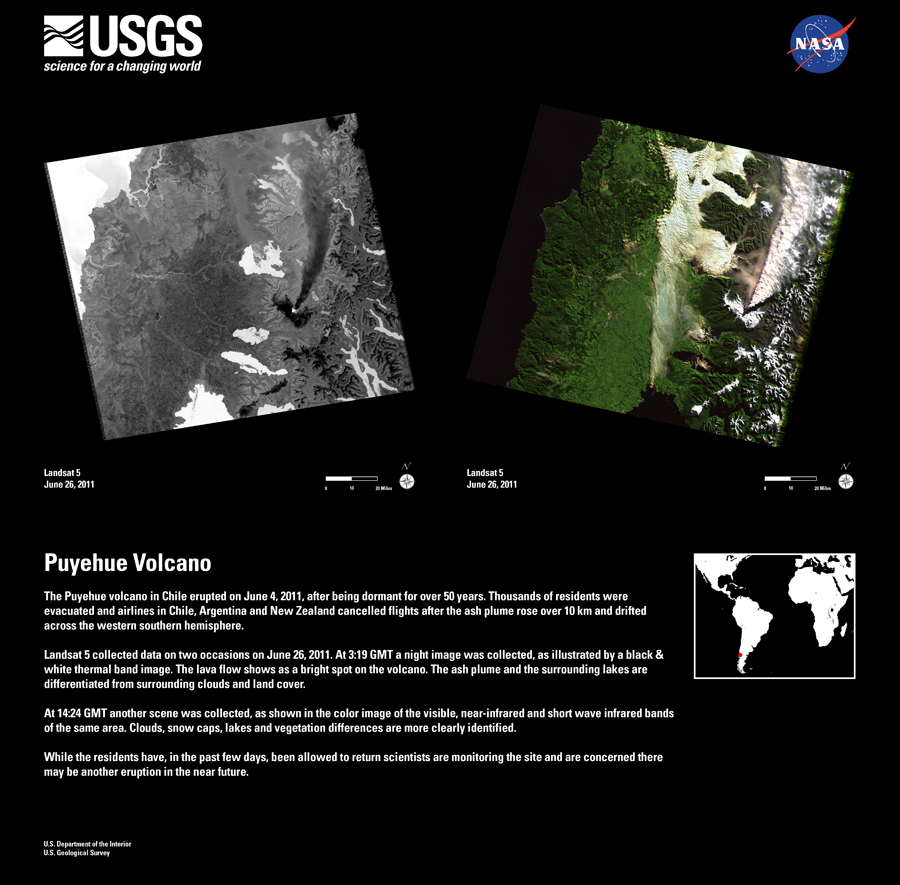 USGS
science for a changing world
NASA
Landsat 5
June 26, 2011
N
0 10 20 Miles
Landsat 5
June 26, 2011
N
0 10 20 Miles
Puyehue Volcano
The Puyehue volcano in Chile erupted on June 4, 2011, after being dormant for over 50 years. Thousands of residents were
evacuated and airlines in Chile, Argentina and New Zealand cancelled flights after the ash plume rose over 10 km and drifted
across the western southern hemisphere.
Landsat 5 collected data on two occasions on June 26, 2011. At 3:19 GMT a night image was collected, as illustrated by a black &
white thermal band image. The lava flow shows as a bright spot on the volcano. The ash plume and the surrounding lakes are
differentiated from surrounding clouds and land cover.
At 14:24 GMT another scene was collected, as shown in the color image of the visible, near-infrared and short wave infrared bands
of the same area. Clouds, snow caps, lakes and vegetation differences are more clearly identified.
While the residents have, in the past few days, been allowed to return scientists are monitoring the site and are concerned there
may be another eruption in the near future.
U.S. Department of the Interior
U.S. Geological Survey